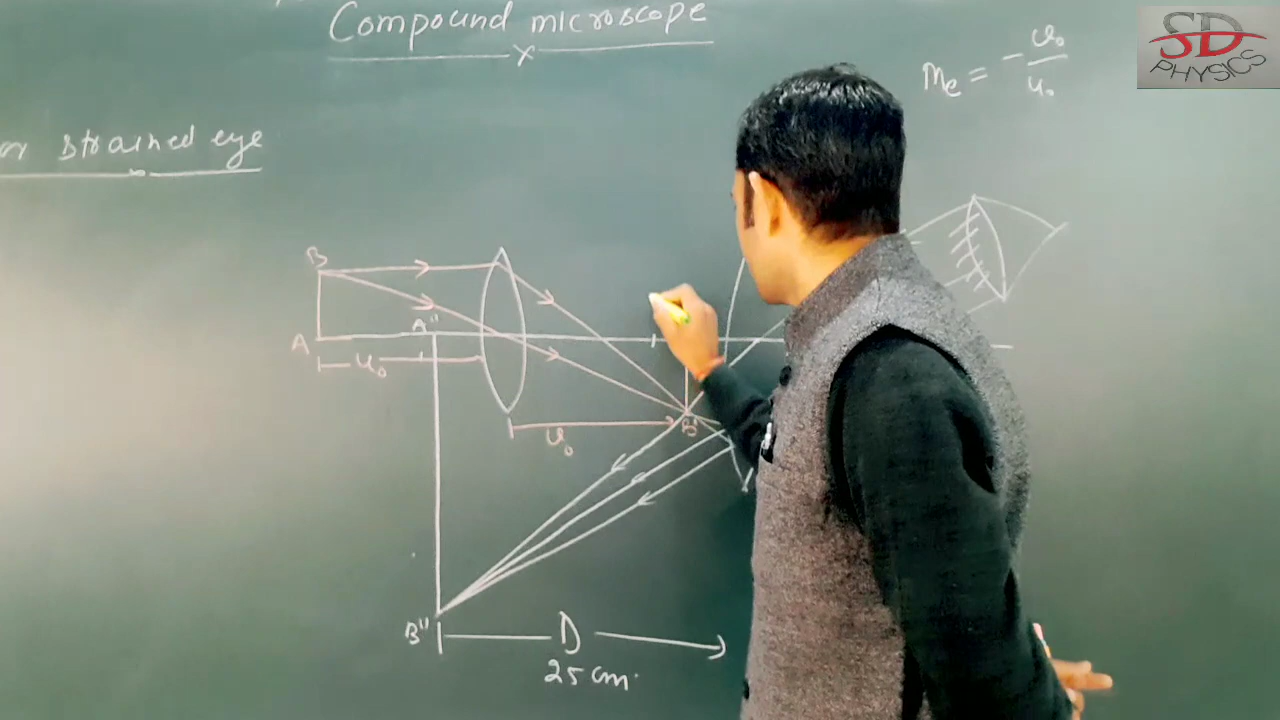 Compound microscope
mₑ = - v₀/u₀
SD
PHYSICS
strained eye
B
A"
A
u₀
B'
v₀
B"
D
25 cm.